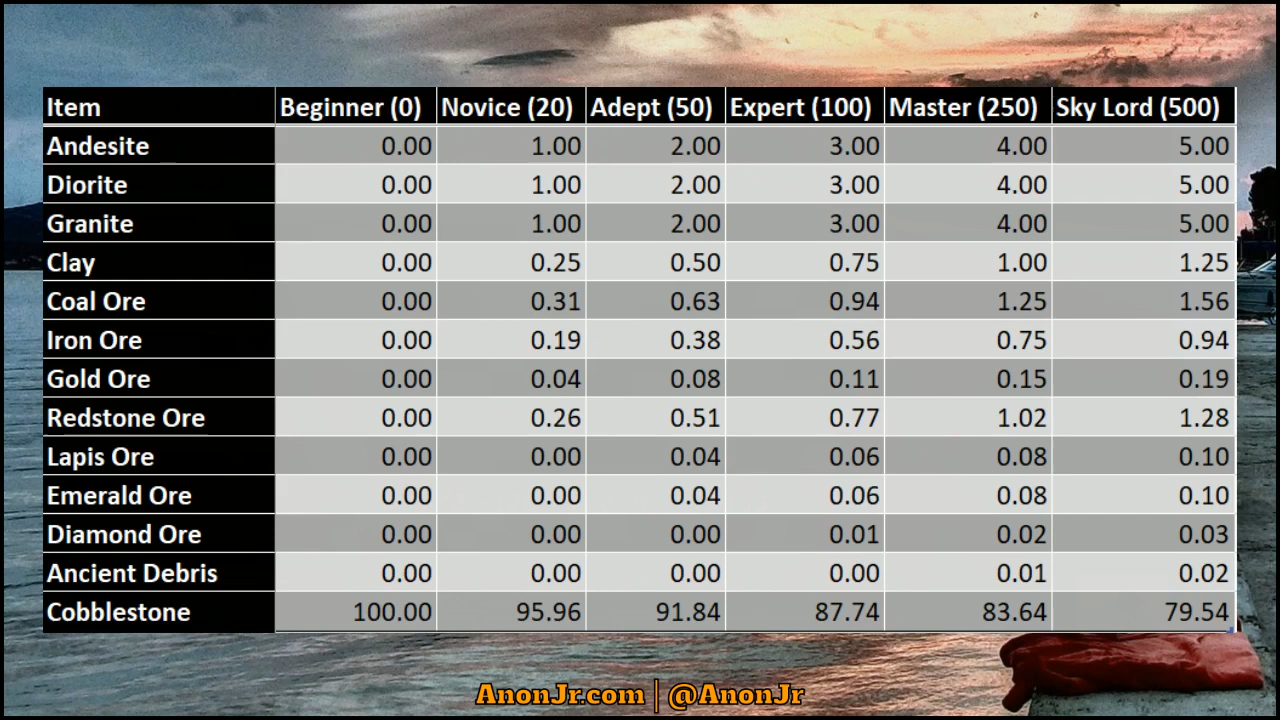 Item Beginner (0) Novice (20) Adept (50) Expert (100) Master (250) Sky Lord (500)
Andesite 0.00 1.00 2.00 3.00 4.00 5.00
Diorite 0.00 1.00 2.00 3.00 4.00 5.00
Granite 0.00 1.00 2.00 3.00 4.00 5.00
Clay 0.00 0.25 0.50 0.75 1.00 1.25
Coal Ore 0.00 0.31 0.63 0.94 1.25 1.56
Iron Ore 0.00 0.19 0.38 0.56 0.75 0.94
Gold Ore 0.00 0.04 0.08 0.11 0.15 0.19
Redstone Ore 0.00 0.26 0.51 0.77 1.02 1.28
Lapis Ore 0.00 0.00 0.04 0.06 0.08 0.10
Emerald Ore 0.00 0.00 0.04 0.06 0.08 0.10
Diamond Ore 0.00 0.00 0.00 0.01 0.02 0.03
Ancient Debris 0.00 0.00 0.00 0.00 0.01 0.02
Cobblestone 100.00 95.96 91.84 87.74 83.64 79.54
AnonJr.com | @AnonJr